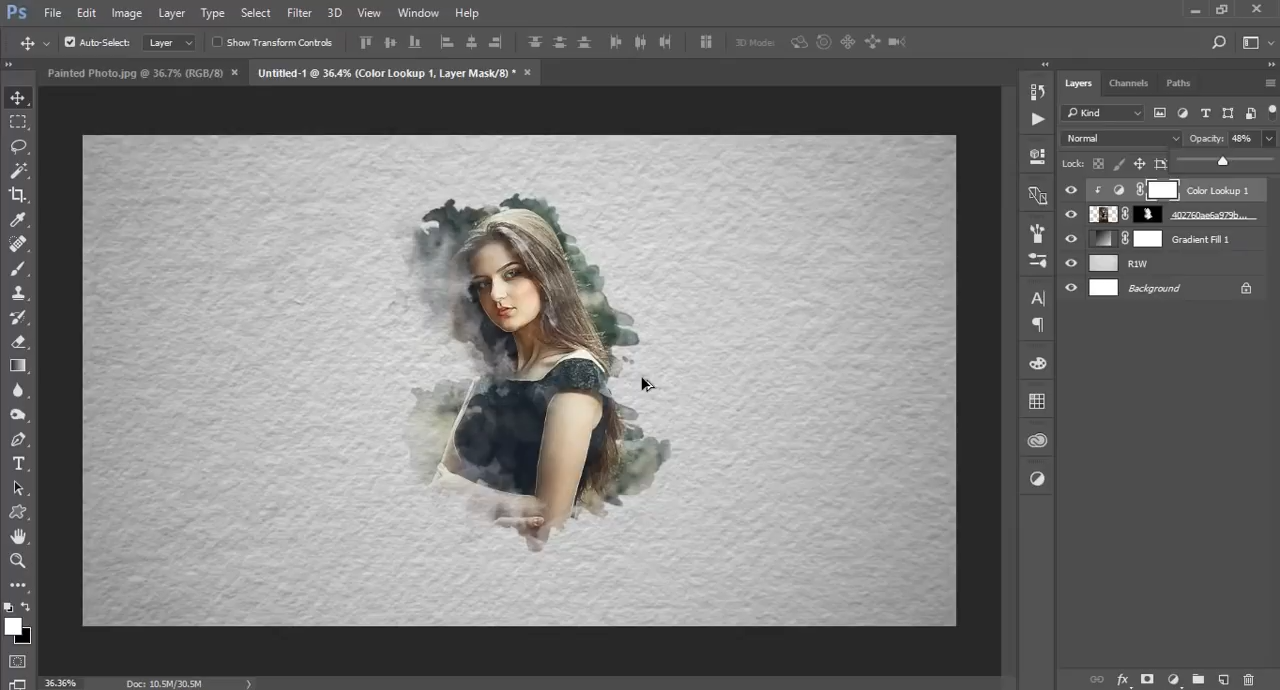 Ps File Edit Image Layer Type Select Filter 3D View Window Help
Auto-Select: Layer Show Transform Controls 3D Mode:
Painted Photo.jpg @ 36.7% (RGB/8) × Untitled-1 @ 36.4% (Color Lookup 1, Layer Mask/8) * ×
Layers Channels Paths
Kind
Normal Opacity: 48%
Lock:
Color Lookup 1
402760ae6a979b...
Gradient Fill 1
R1W
Background
36.36% Doc: 10.5M/30.5M